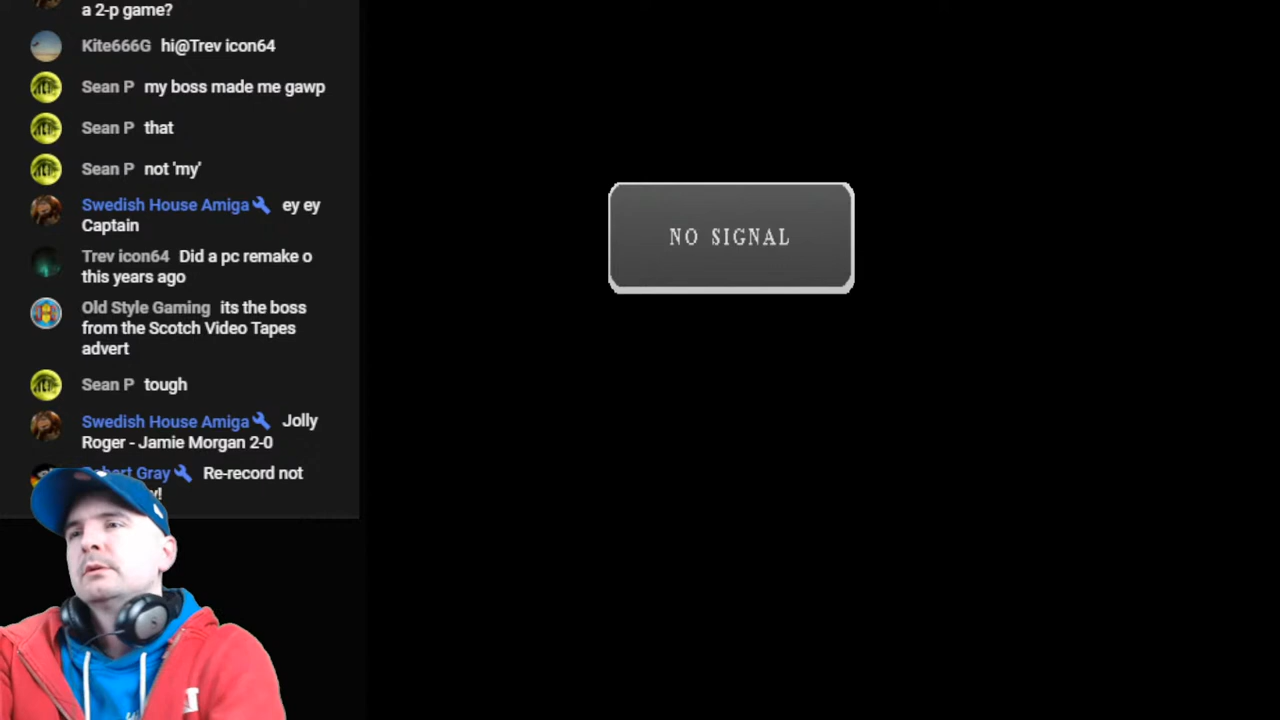 a 2-p game?
Kite666G hi@Trev icon64
Sean P my boss made me gawp
Sean P that
Sean P not 'my'
Swedish House Amiga ey ey
Captain
Trev icon64 Did a pc remake o
this years ago
Old Style Gaming its the boss
from the Scotch Video Tapes
advert
Sean P tough
Swedish House Amiga Jolly
Roger - Jamie Morgan 2-0
Gray Re-record not
NO SIGNAL